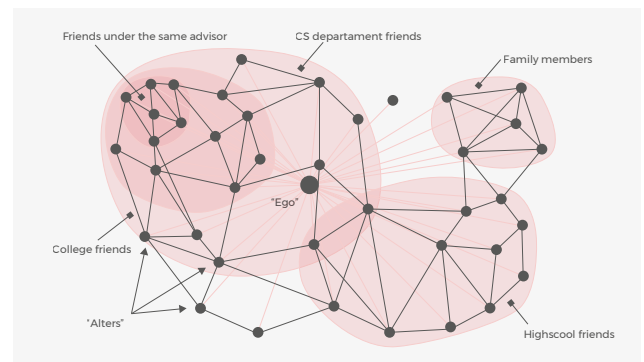 Friends under the same advisor
CS departament friends
Family members
"Ego"
College friends
"Alters"
Highscool friends